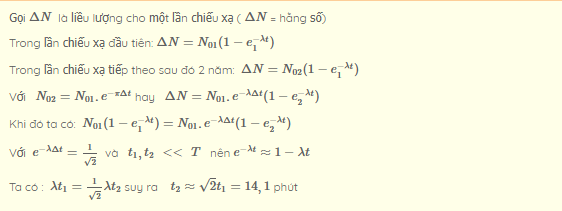 Gọi ΔN là liều lượng cho một lần chiếu xạ ( ΔN = hằng số)
Trong lần chiếu xạ đầu tiên: ΔN = N₀₁(1 − e₁^{−λt})
Trong lần chiếu xạ tiếp theo sau đó 2 năm: ΔN = N₀₂(1 − e₁^{−λt})
Với N₀₂ = N₀₁. e^{−πΔt} hay ΔN = N₀₁. e^{−λΔt}(1 − e₂^{−λt})
Khi đó ta có: N₀₁(1 − e₁^{−λt}) = N₀₁. e^{−λΔt}(1 − e₂^{−λt})
Với e^{−λΔt} = 1/√2 và t₁, t₂ << T nên e^{−λt} ≈ 1 − λt
Ta có : λt₁ = 1/√2 λt₂ suy ra t₂ ≈ √2t₁ = 14, 1 phút